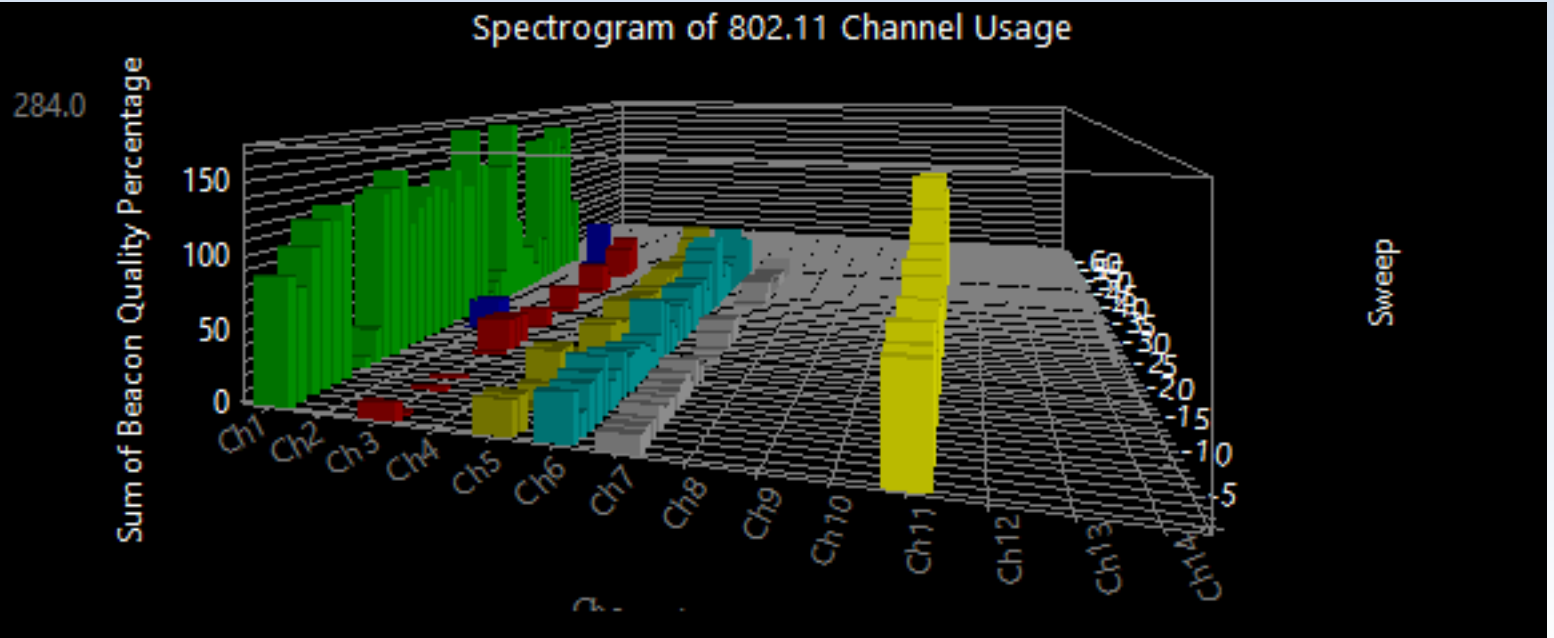 Spectrogram of 802.11 Channel Usage
284.0
Sum of Beacon Quality Percentage
150
100
50
0
Ch1
Ch2
Ch3
Ch4
Ch5
Ch6
Ch7
Ch8
Ch9
Ch10
Ch11
Ch12
Ch13
Ch14
-5
-10
-15
-20
-25
-30
Sweep